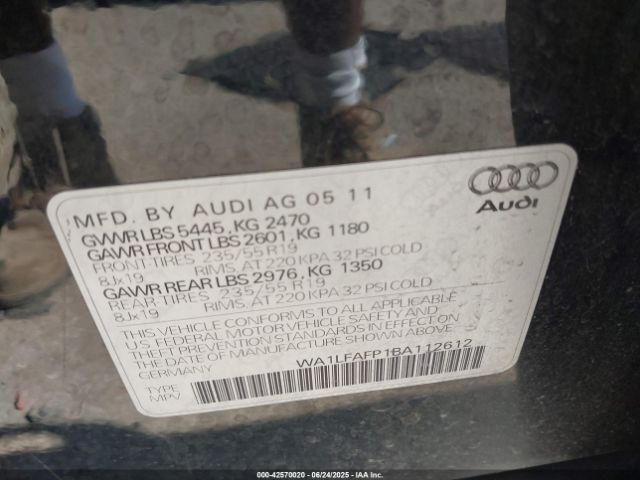 MFD. BY AUDI AG 05 11
GWWR LBS 5445, KG 2470
GAWR FRONT LBS 2601, KG 1180
FRONT TIRES 235/55 R19
8Jx19 RIMS, AT 220 KPA 32 PSI COLD
GAWR REAR LBS 2976, KG 1350
REAR-TIRES 235/55 R19
8Jx19 RIMS, AT 220 KPA 32 PSI COLD
THIS VEHICLE CONFORMS TO ALL APPLICABLE
U.S. FEDERAL MOTOR VEHICLE SAFETY AND
THEFT PREVENTION STANDARDS IN EFFECT ON
THE DATE OF MANUFACTURE SHOWN ABOVE.
GERMANY WA1LFAFP1BA112612
TYPE
MPV
Audi
000-42570020 - 06/24/2025 - IAA Inc.